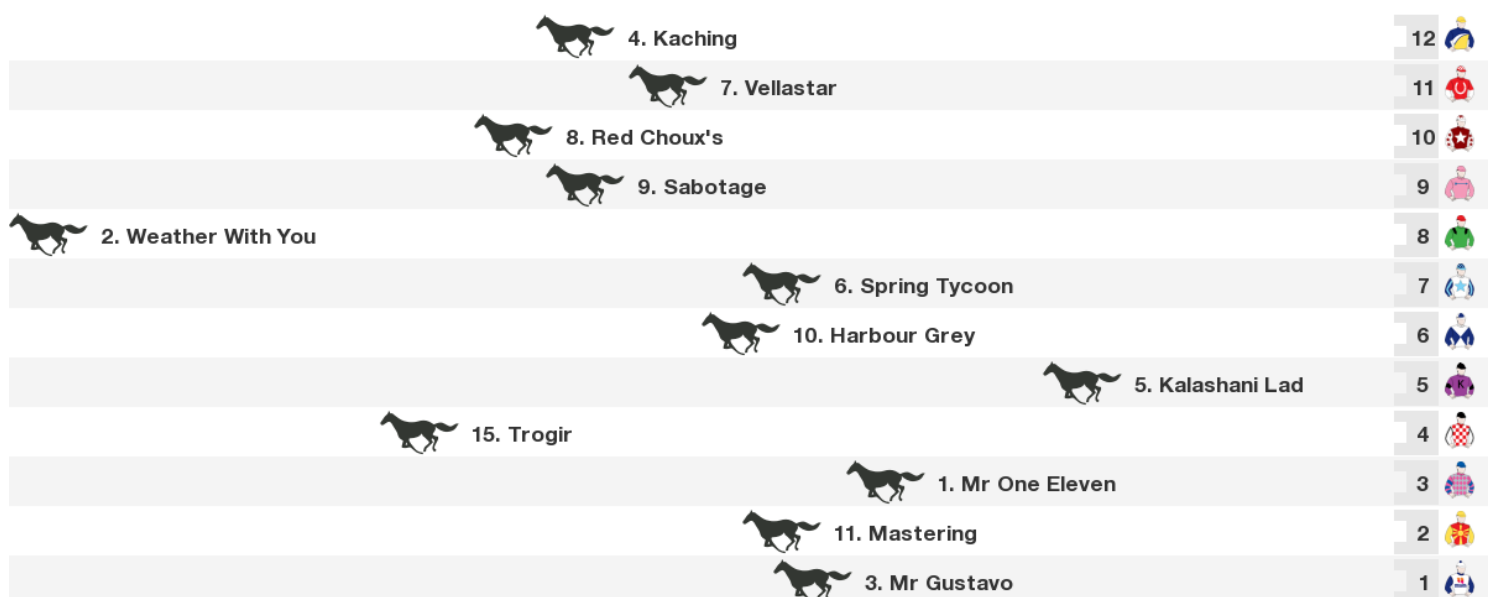 4. Kaching 12
7. Vellastar 11
8. Red Choux's 10
9. Sabotage 9
2. Weather With You 8
6. Spring Tycoon 7
10. Harbour Grey 6
5. Kalashani Lad 5 K
15. Trogir 4
1. Mr One Eleven 3
11. Mastering 2
3. Mr Gustavo 1